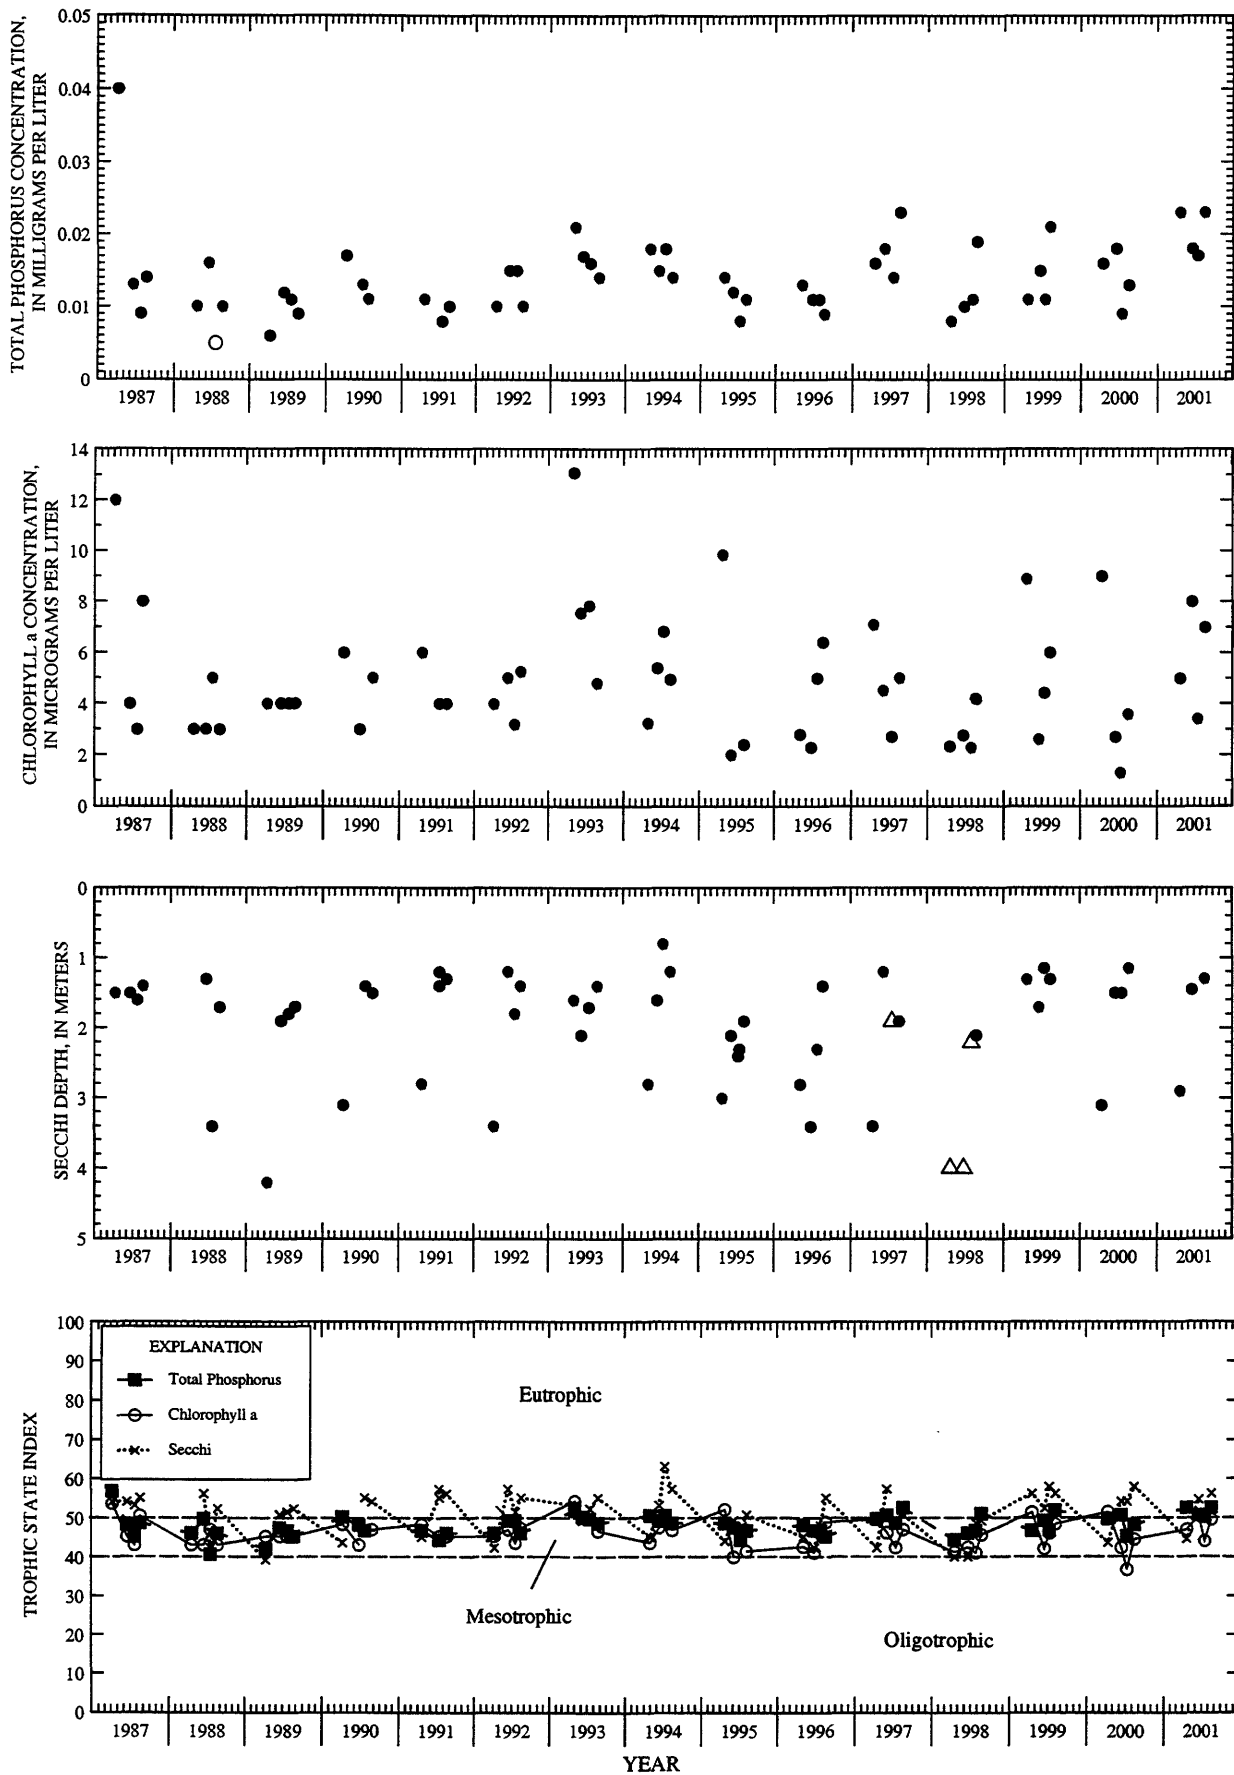 TOTAL PHOSPHORUS CONCENTRATION,
IN MILLIGRAMS PER LITER
0.05
0.04
0.03
0.02
0.01
0
1987 1988 1989 1990 1991 1992 1993 1994 1995 1996 1997 1998 1999 2000 2001
CHLOROPHYLL a CONCENTRATION,
IN MICROGRAMS PER LITER
14
12
10
8
6
4
2
0
1987 1988 1989 1990 1991 1992 1993 1994 1995 1996 1997 1998 1999 2000 2001
SECCHI DEPTH, IN METERS
0
1
2
3
4
5
1987 1988 1989 1990 1991 1992 1993 1994 1995 1996 1997 1998 1999 2000 2001
TROPHIC STATE INDEX
100
90
80
70
60
50
40
30
20
10
0
EXPLANATION
Total Phosphorus
Chlorophyll a
Secchi
Eutrophic
Mesotrophic
Oligotrophic
1987 1988 1989 1990 1991 1992 1993 1994 1995 1996 1997 1998 1999 2000 2001
YEAR